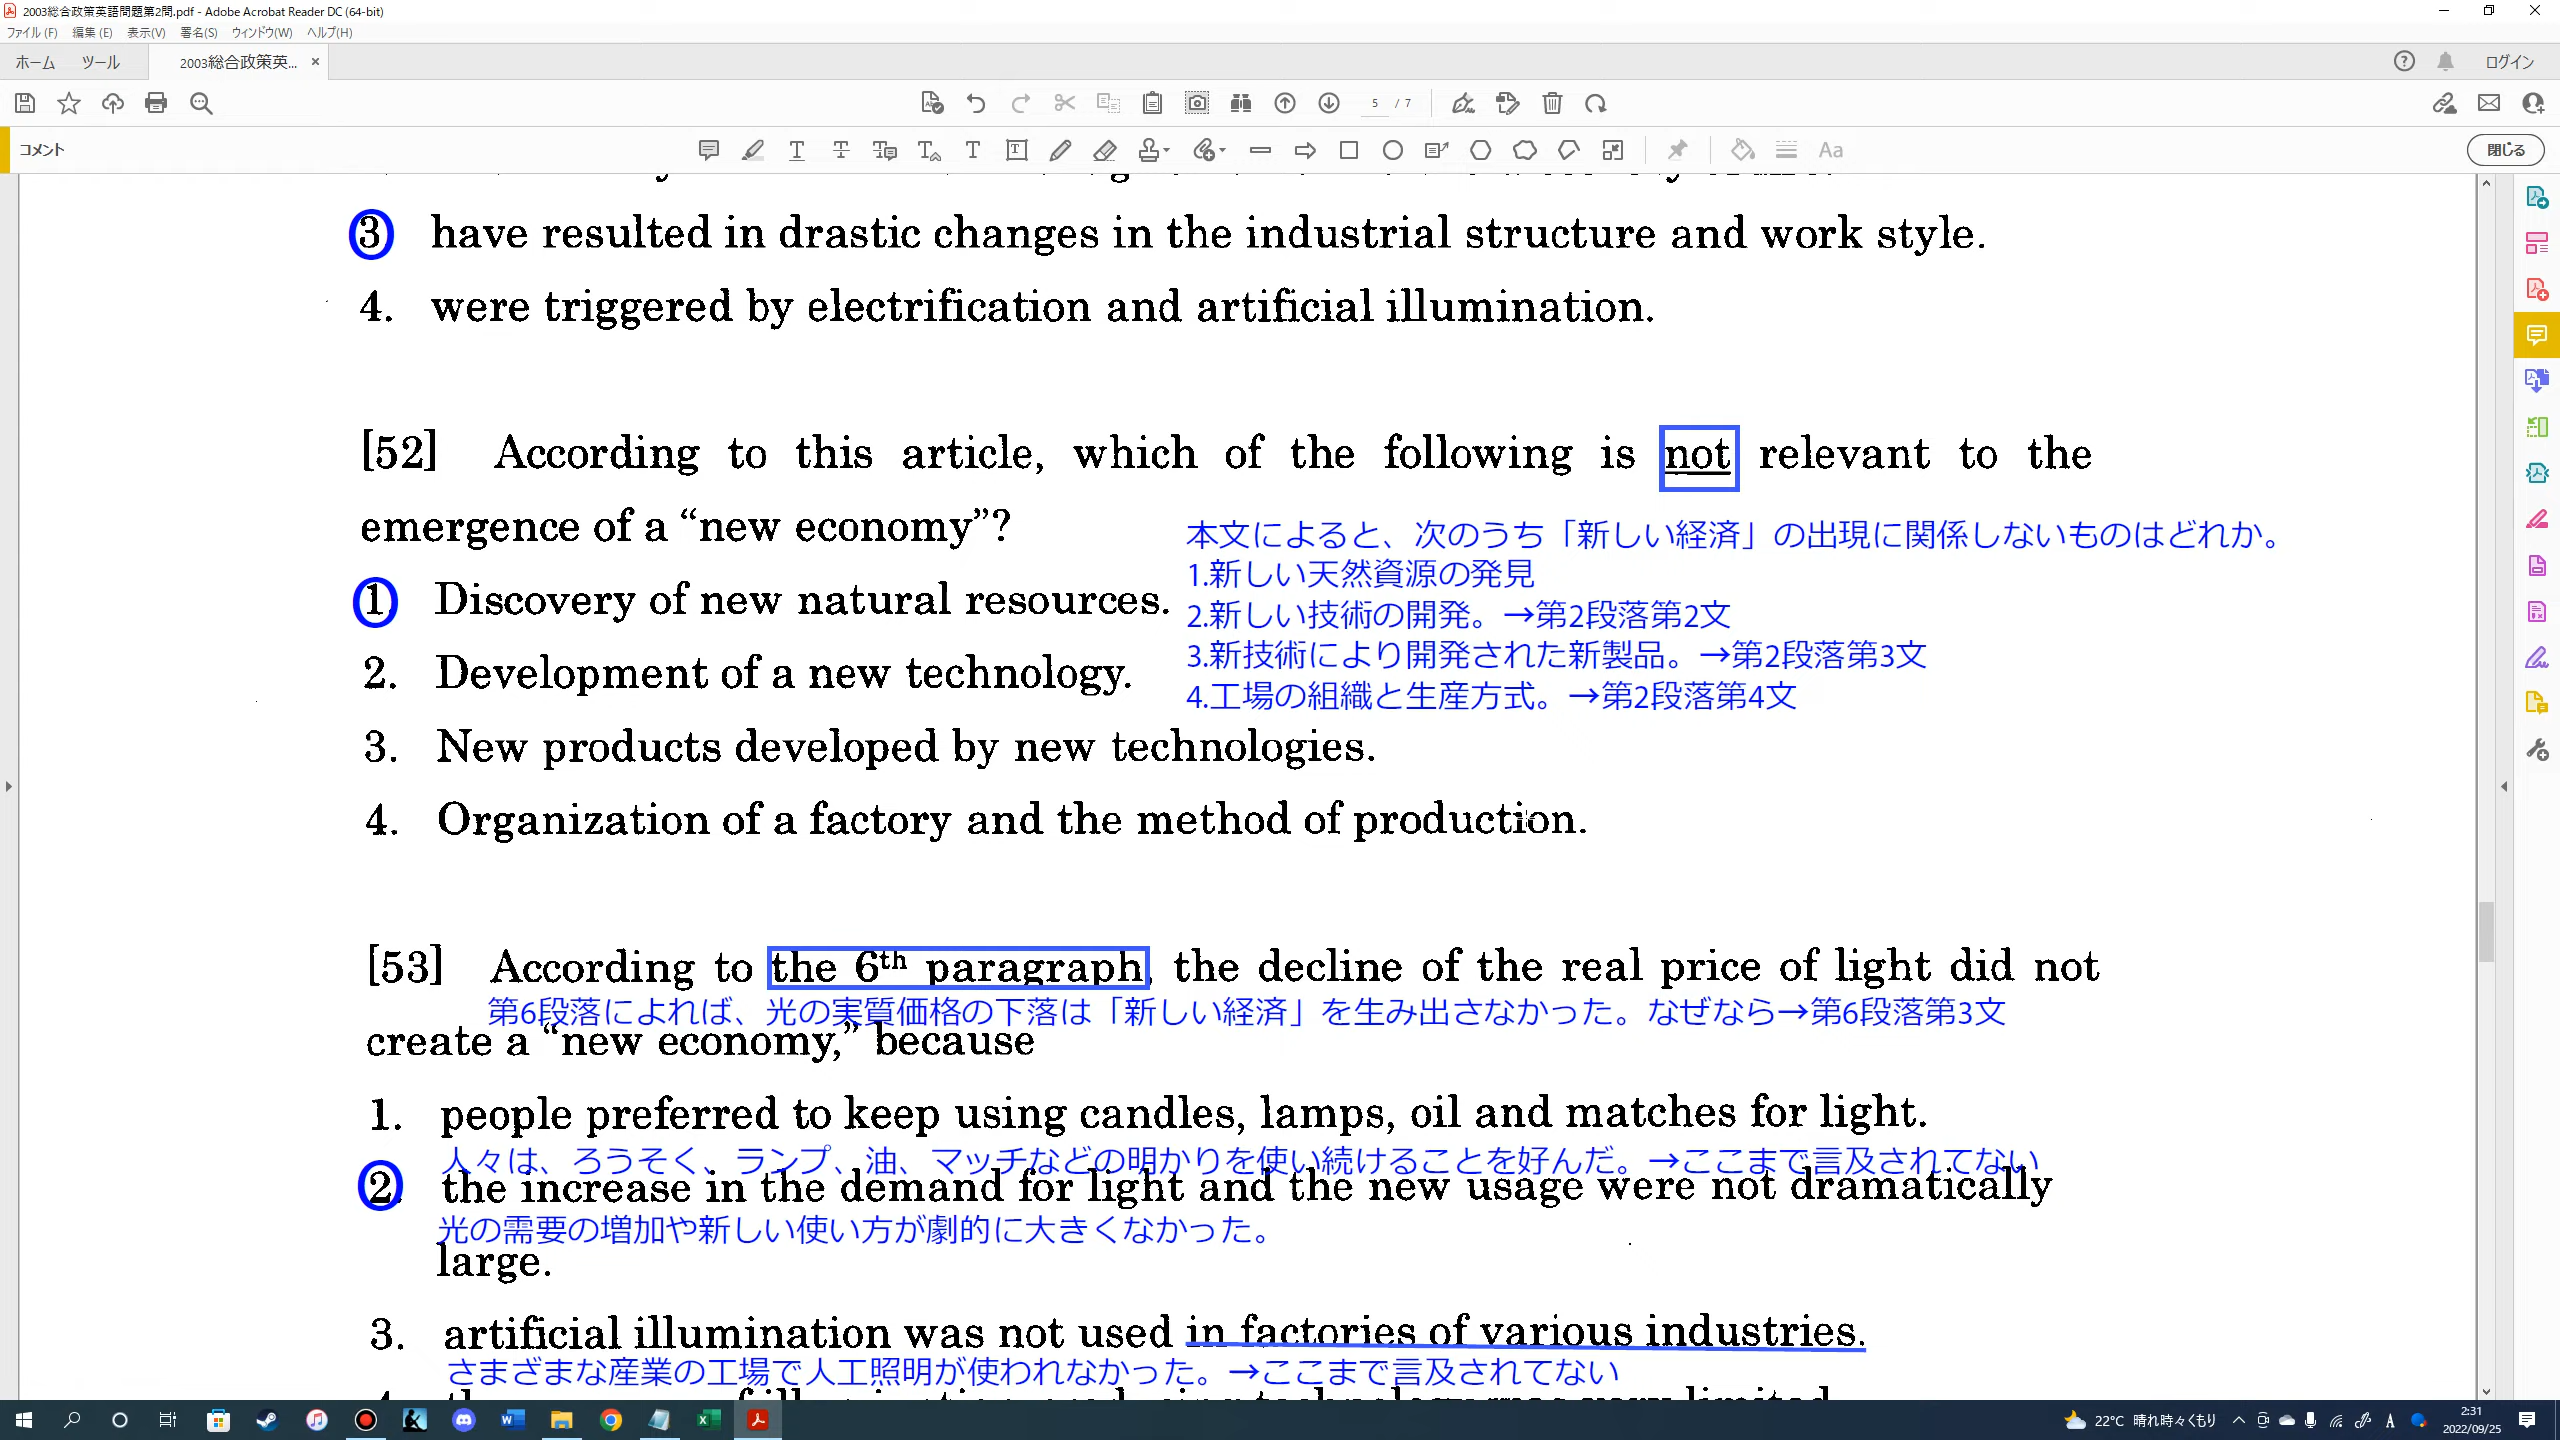 2003総合政策英語問題第2問.pdf - Adobe Acrobat Reader DC (64-bit)
ファイル(F) 編集(E) 表示(V) 署名(S) ウィンドウ(W) ヘルプ(H)
ホーム ツール 2003総合政策英... × ログイン
5 / 7
コメント 閉じる
③ have resulted in drastic changes in the industrial structure and work style.
4. were triggered by electrification and artificial illumination.
[52] According to this article, which of the following is not relevant to the
emergence of a “new economy”?
本文によると、次のうち「新しい経済」の出現に関係しないものはどれか。
1.新しい天然資源の発見
2.新しい技術の開発。→第2段落第2文
3.新技術により開発された新製品。→第2段落第3文
4.工場の組織と生産方式。→第2段落第4文
① Discovery of new natural resources.
2. Development of a new technology.
3. New products developed by new technologies.
4. Organization of a factory and the method of production.
[53] According to the 6th paragraph, the decline of the real price of light did not
第6段落によれば、光の実質価格の下落は「新しい経済」を生み出さなかった。なぜなら→第6段落第3文
create a “new economy,” because
1. people preferred to keep using candles, lamps, oil and matches for light.
人々は、ろうそく、ランプ、油、マッチなどの明かりを使い続けることを好んだ。→ここまで言及されてない
② the increase in the demand for light and the new usage were not dramatically
光の需要の増加や新しい使い方が劇的に大きくなかった。
large.
3. artificial illumination was not used in factories of various industries.
さまざまな産業の工場で人工照明が使われなかった。→ここまで言及されてない
22°C 晴れ時々くもり
2:31
2022/09/25